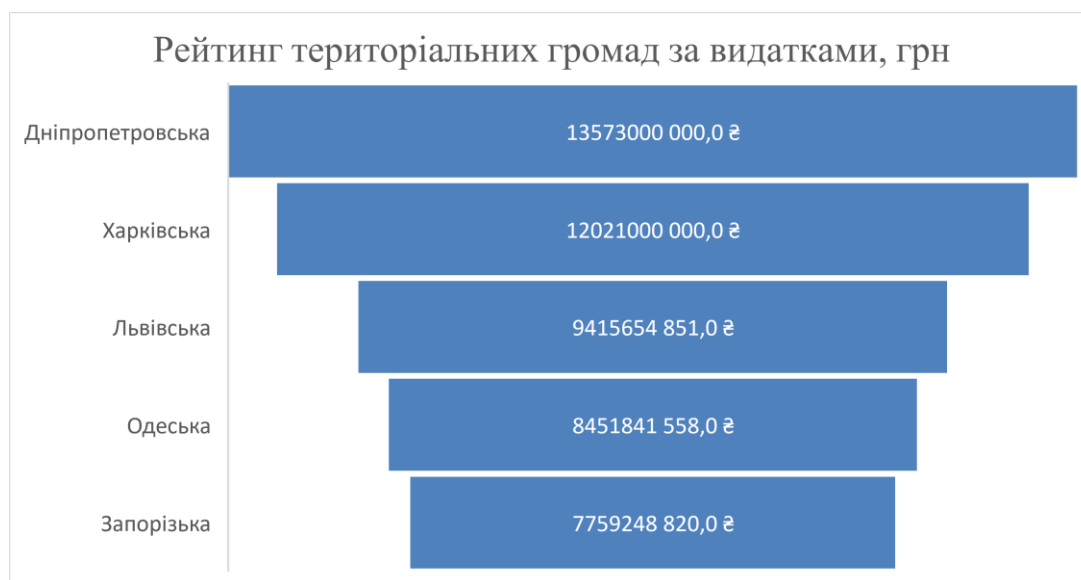 Рейтинг територіальних громад за видатками, грн
Дніпропетровська 13573000 000,0 ₴
Харківська 12021000 000,0 ₴
Львівська 9415654 851,0 ₴
Одеська 8451841 558,0 ₴
Запорізька 7759248 820,0 ₴